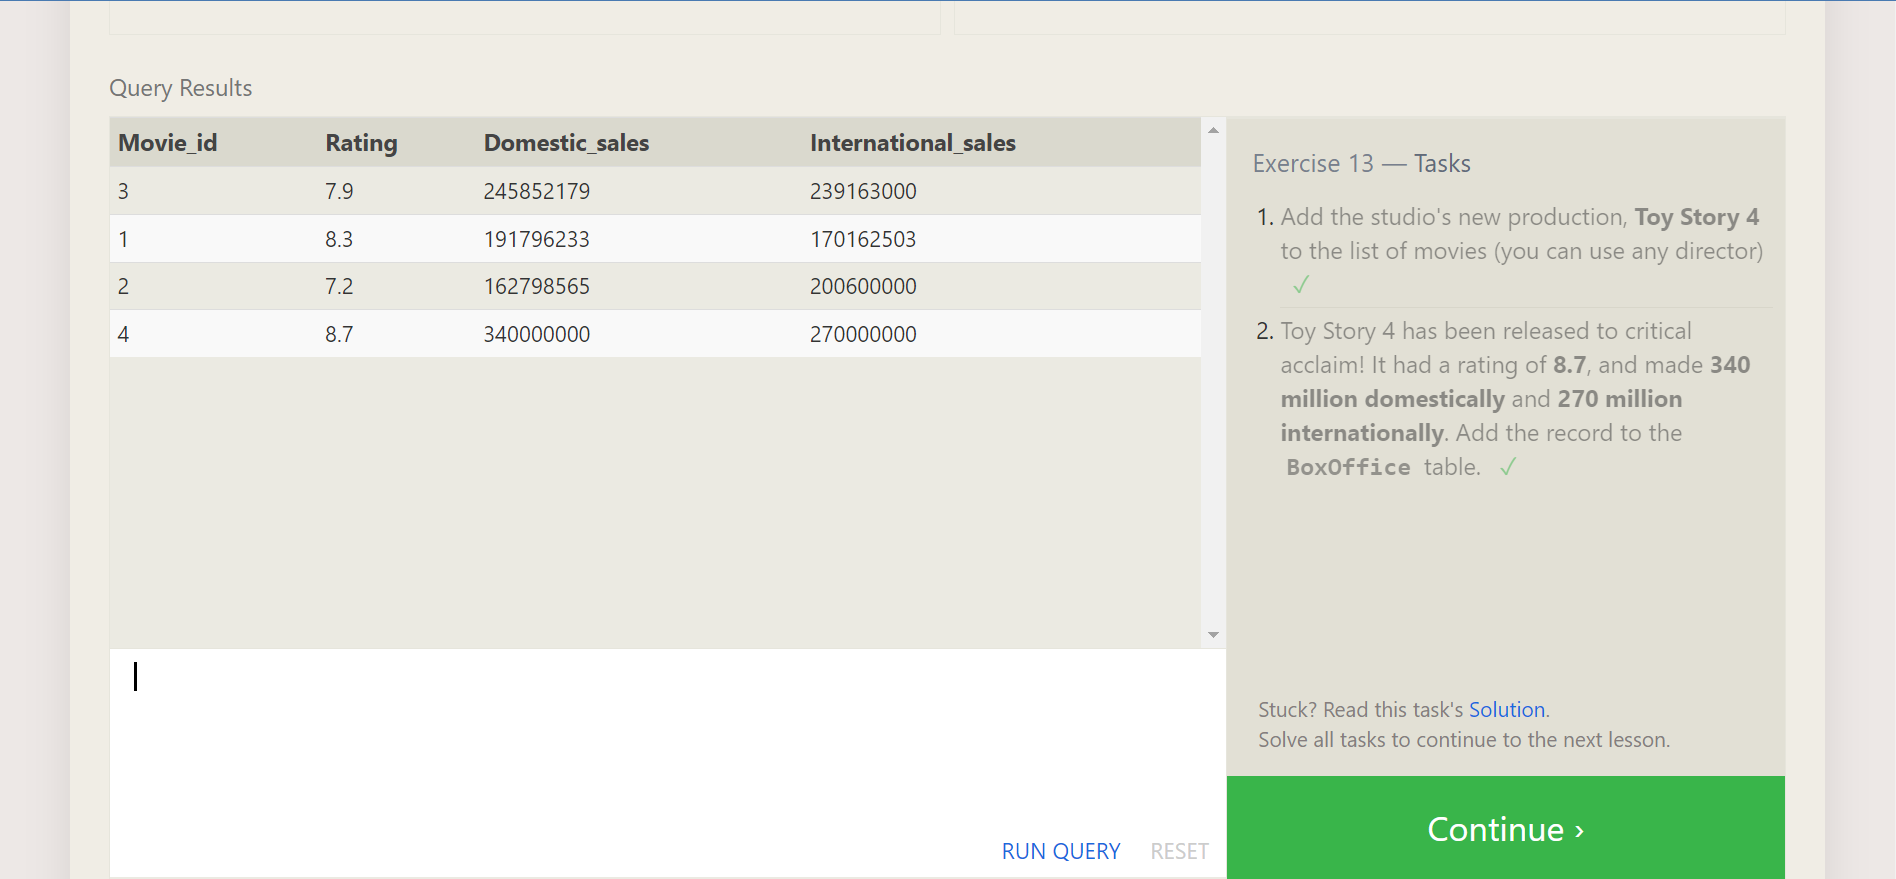 Query Results
Movie_id Rating Domestic_sales International_sales
3 7.9 245852179 239163000
1 8.3 191796233 170162503
2 7.2 162798565 200600000
4 8.7 340000000 270000000
RUN QUERY RESET
Exercise 13 — Tasks
1. Add the studio's new production, Toy Story 4
to the list of movies (you can use any director)
✓
2. Toy Story 4 has been released to critical
acclaim! It had a rating of 8.7, and made 340
million domestically and 270 million
internationally. Add the record to the
BoxOffice table. ✓
Stuck? Read this task's Solution.
Solve all tasks to continue to the next lesson.
Continue ›